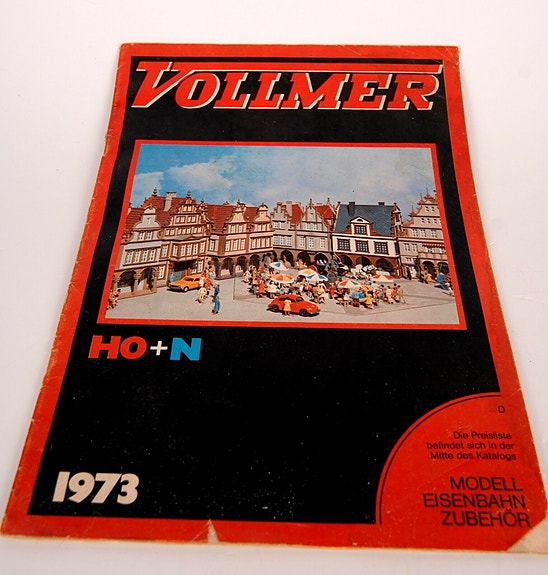 VOLLMER
HO+N
D
Die Preisliste
befindet sich in der
Mitte des Katalogs
1973
MODELL
EISENBAHN
ZUBEHÖR